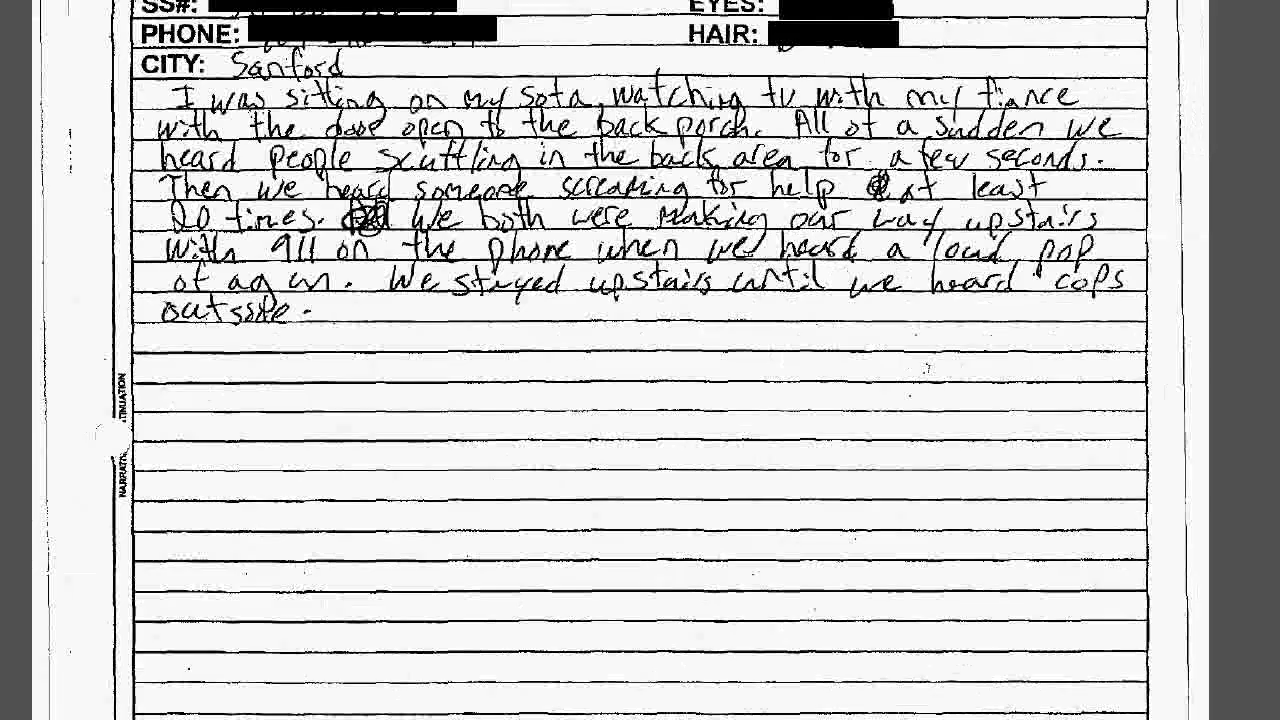 SS#: EYES:
PHONE: HAIR:
CITY: Sanford
I was sitting on my sofa, watching tv with my fiance
with the door open to the back porch. All of a sudden we
heard people scuffling in the back area for a few seconds.
Then we heard someone screaming for help at least
20 times. We both were making our way upstairs
with 911 on the phone when we heard a loud pop
of a gun. We stayed upstairs until we heard cops
outside.
TINUATION
NARRATIV